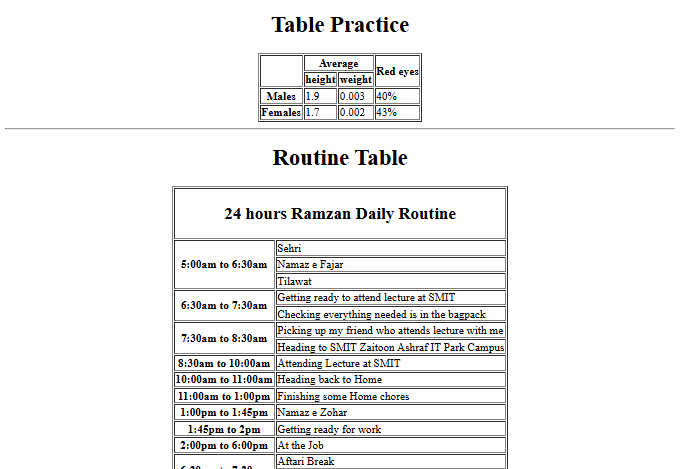 Table Practice
Average Red eyes
height weight
Males 1.9 0.003 40%
Females 1.7 0.002 43%
Routine Table
24 hours Ramzan Daily Routine
5:00am to 6:30am Sehri
Namaz e Fajar
Tilawat
6:30am to 7:30am Getting ready to attend lecture at SMIT
Checking everything needed is in the bagpack
7:30am to 8:30am Picking up my friend who attends lecture with me
Heading to SMIT Zaitoon Ashraf IT Park Campus
8:30am to 10:00am Attending Lecture at SMIT
10:00am to 11:00am Heading back to Home
11:00am to 1:00pm Finishing some Home chores
1:00pm to 1:45pm Namaz e Zohar
1:45pm to 2pm Getting ready for work
2:00pm to 6:00pm At the Job
Aftari Break